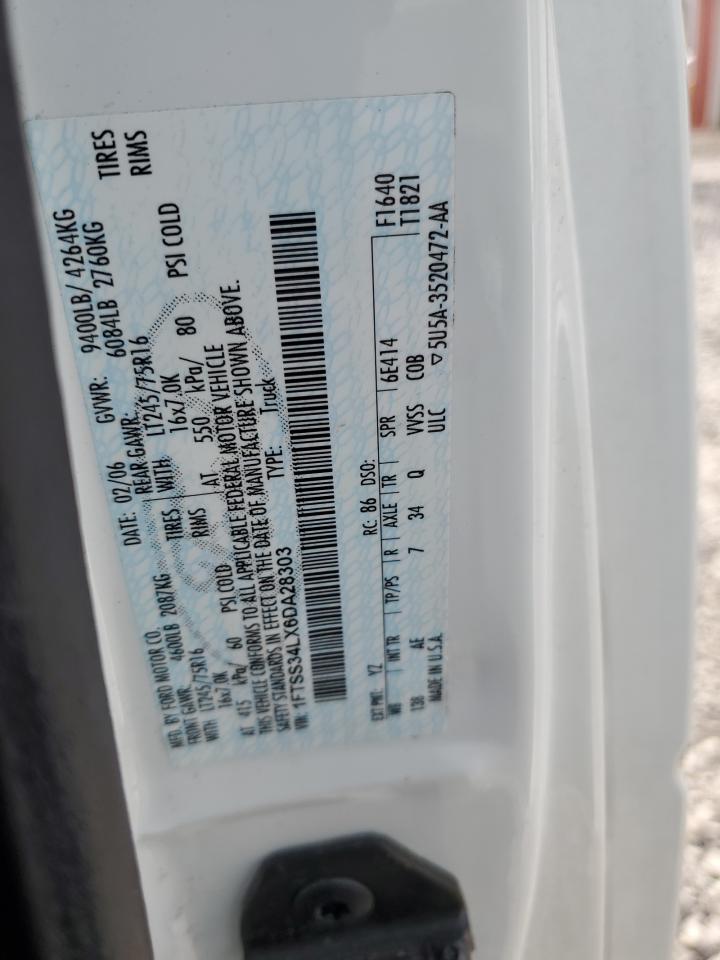 MFD. BY FORD MOTOR CO. DATE: 02/06 GVWR: 9400LB/ 4264KG
FRONT GAWR: 4600LB 2087KG REAR GAWR: 6084LB 2760KG
WITH LT245/75R16 TIRES WITH LT245/75R16 TIRES
16x7.0K RIMS 16x7.0K RIMS
AT 415 kPa/ 60 PSI COLD AT 550 kPa/ 80 PSI COLD
THIS VEHICLE CONFORMS TO ALL APPLICABLE FEDERAL MOTOR VEHICLE
SAFETY STANDARDS IN EFFECT ON THE DATE OF MANUFACTURE SHOWN ABOVE.
VIN: 1FTSS34LX6DA28303 TYPE: Truck
EXT PNT: YZ RC: 86 DSO: F1640
WB INT TR TP/PS R AXLE TR SPR 6E414 T1821
138 AE 7 34 Q VVSS COB
MADE IN U.S.A. ULC ▽5U5A-3520472-AA